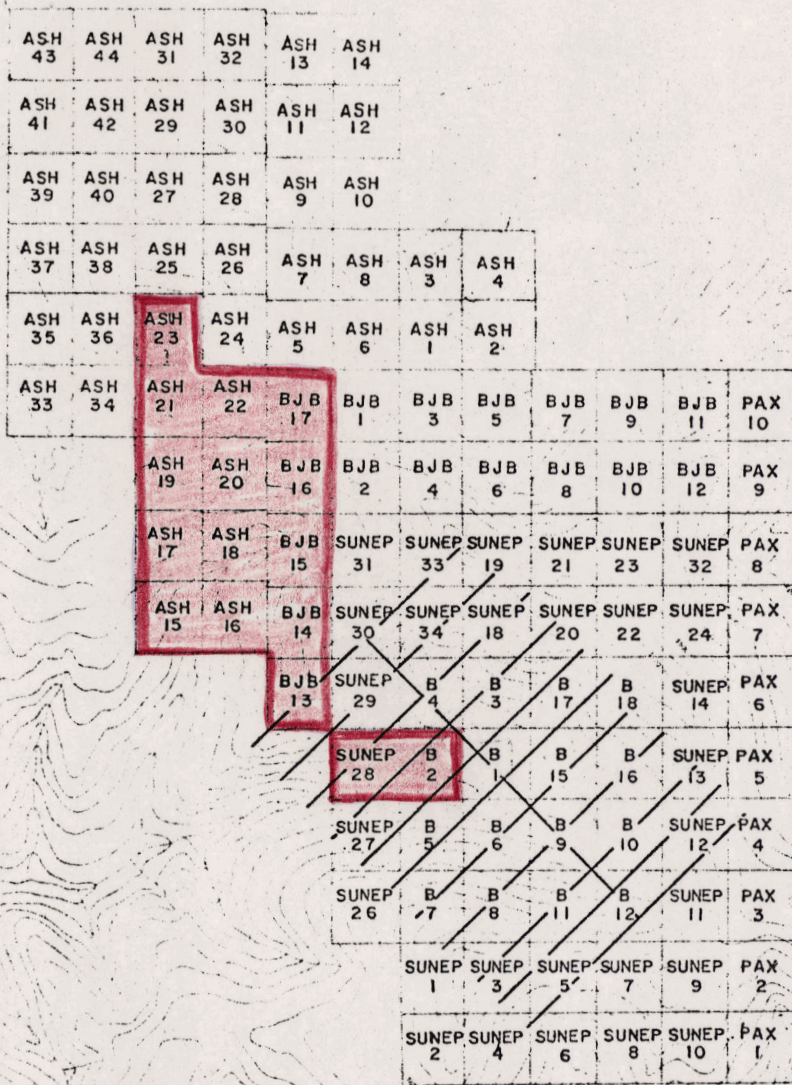 ASH ASH ASH ASH ASH ASH
43 44 31 32 13 14
ASH ASH ASH ASH ASH ASH
41 42 29 30 11 12
ASH ASH ASH ASH ASH ASH
39 40 27 28 9 10
ASH ASH ASH ASH ASH ASH ASH ASH
37 38 25 26 7 8 3 4
ASH ASH ASH ASH ASH ASH ASH ASH
35 36 23 24 5 6 1 2
ASH ASH ASH ASH BJB BJB BJB BJB BJB BJB BJB PAX
33 34 21 22 17 1 3 5 7 9 11 10
ASH ASH BJB BJB BJB BJB BJB BJB BJB PAX
19 20 16 2 4 6 8 10 12 9
ASH ASH BJB SUNEP SUNEP SUNEP SUNEP SUNEP SUNEP PAX
17 18 15 31 33 19 21 23 32 8
ASH ASH BJB SUNEP SUNEP SUNEP SUNEP SUNEP SUNEP PAX
15 16 14 30 34 18 20 22 24 7
BJB SUNEP B B B B SUNEP PAX
13 29 4 3 17 18 14 6
SUNEP B B B B SUNEP PAX
28 2 1 15 16 13 5
SUNEP B B B B SUNEP PAX
27 5 6 9 10 12 4
SUNEP B B B B SUNEP PAX
26 7 8 11 12 11 3
SUNEP SUNEP SUNEP SUNEP SUNEP PAX
1 3 5 7 9 2
SUNEP SUNEP SUNEP SUNEP SUNEP PAX
2 4 6 8 10 1